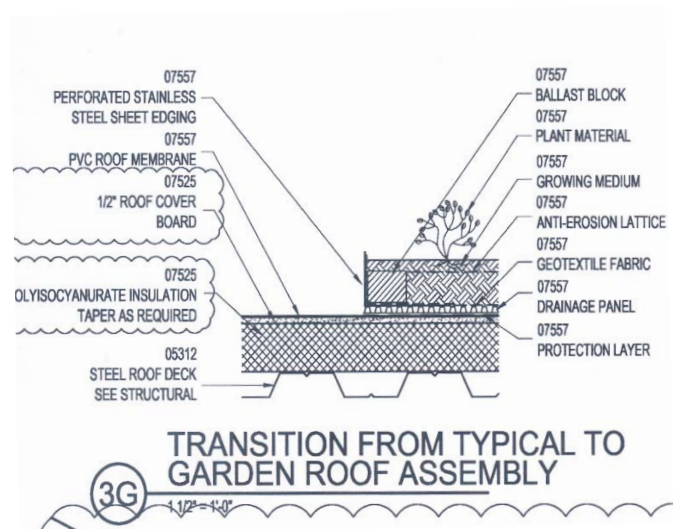 07557
PERFORATED STAINLESS
STEEL SHEET EDGING
07557
PVC ROOF MEMBRANE
07525
1/2" ROOF COVER
BOARD
07525
OLYISOCYANURATE INSULATION
TAPER AS REQUIRED
05312
STEEL ROOF DECK
SEE STRUCTURAL
07557
BALLAST BLOCK
07557
PLANT MATERIAL
07557
GROWING MEDIUM
07557
ANTI-EROSION LATTICE
07557
GEOTEXTILE FABRIC
07557
DRAINAGE PANEL
07557
PROTECTION LAYER
3G
TRANSITION FROM TYPICAL TO
GARDEN ROOF ASSEMBLY
1 1/2" = 1'-0"